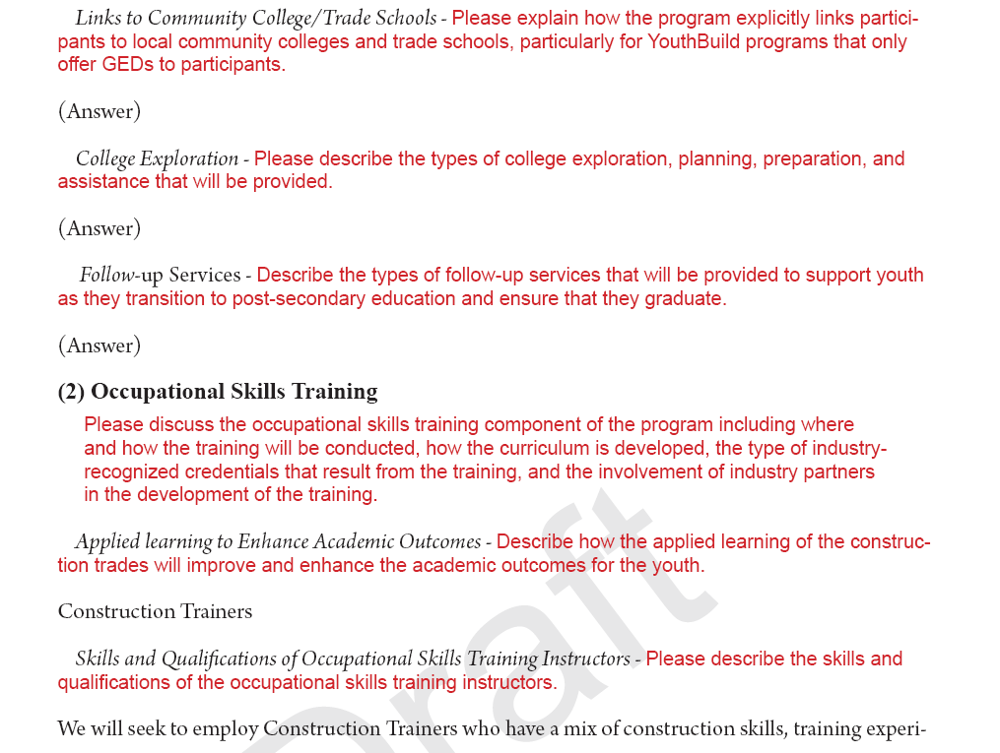 Links to Community College/Trade Schools - Please explain how the program explicitly links partici-
pants to local community colleges and trade schools, particularly for YouthBuild programs that only
offer GEDs to participants.
(Answer)
College Exploration - Please describe the types of college exploration, planning, preparation, and
assistance that will be provided.
(Answer)
Follow-up Services - Describe the types of follow-up services that will be provided to support youth
as they transition to post-secondary education and ensure that they graduate.
(Answer)
(2) Occupational Skills Training
Please discuss the occupational skills training component of the program including where
and how the training will be conducted, how the curriculum is developed, the type of industry-
recognized credentials that result from the training, and the involvement of industry partners
in the development of the training.
Applied learning to Enhance Academic Outcomes - Describe how the applied learning of the construc-
tion trades will improve and enhance the academic outcomes for the youth.
Construction Trainers
Skills and Qualifications of Occupational Skills Training Instructors - Please describe the skills and
qualifications of the occupational skills training instructors.
We will seek to employ Construction Trainers who have a mix of construction skills, training experi-
Draft